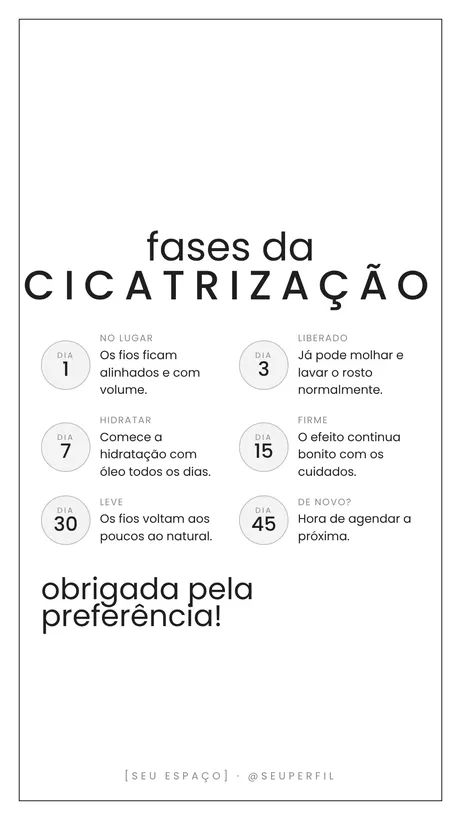 fases da
CICATRIZAÇÃO
NO LUGAR
DIA
1
Os fios ficam
alinhados e com
volume.
LIBERADO
DIA
3
Já pode molhar e
lavar o rosto
normalmente.
HIDRATAR
DIA
7
Comece a
hidratação com
óleo todos os dias.
FIRME
DIA
15
O efeito continua
bonito com os
cuidados.
LEVE
DIA
30
Os fios voltam aos
poucos ao natural.
DE NOVO?
DIA
45
Hora de agendar a
próxima.
obrigada pela
preferência!
[SEU ESPAÇO] · @SEUPERFIL